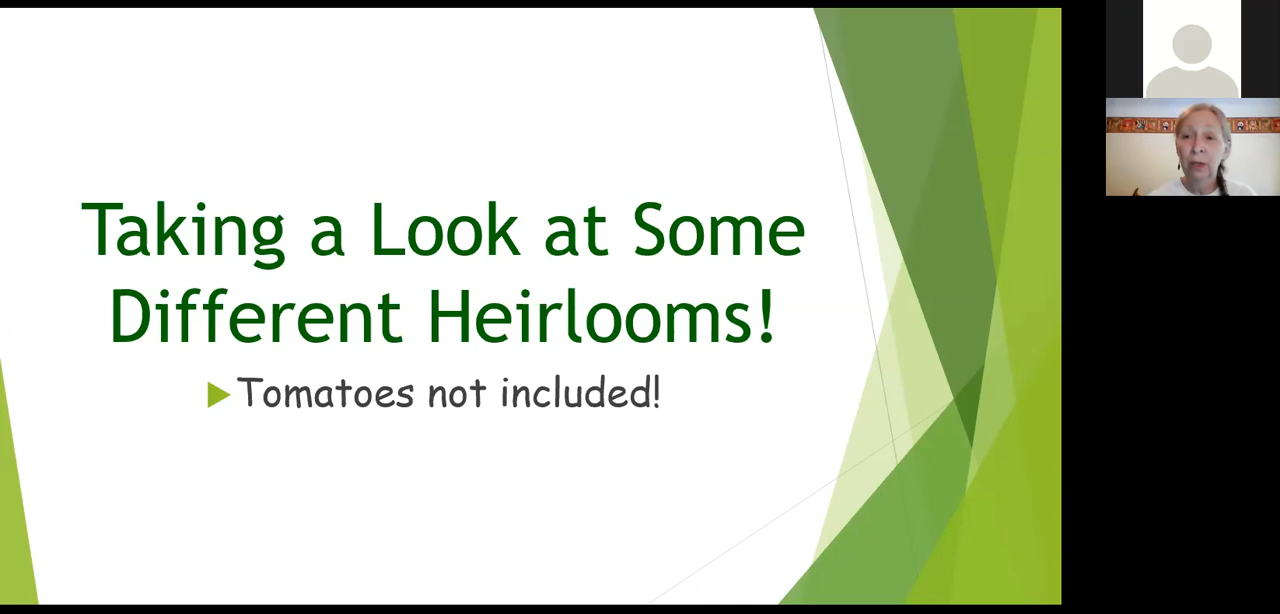 Taking a Look at Some
Different Heirlooms!
Tomatoes not included!